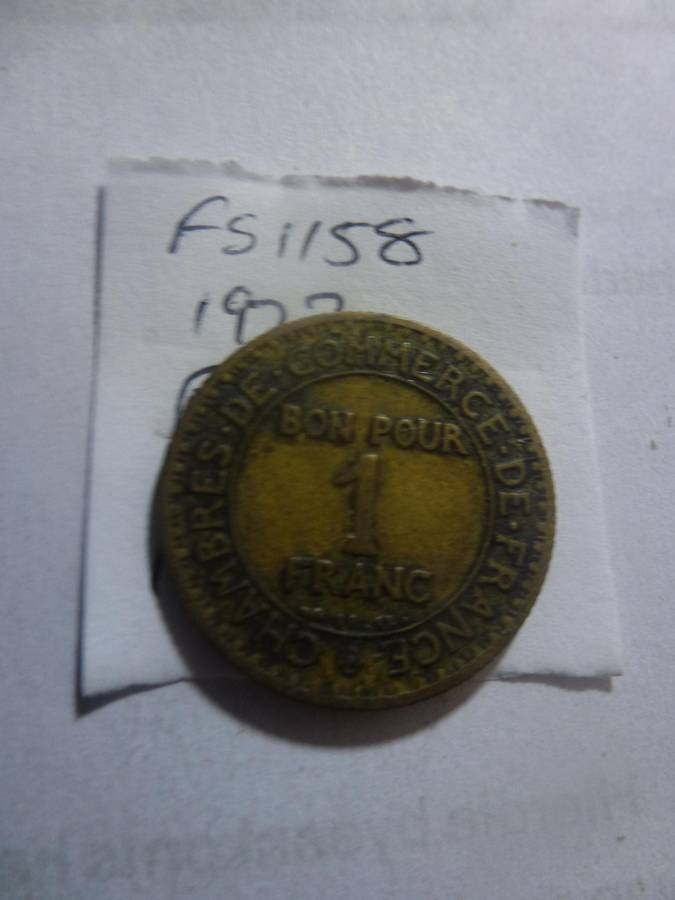 FS1158
CHAMBRES·DE·COMMERCE·DE·FRANCE
BON POUR
1
FRANC